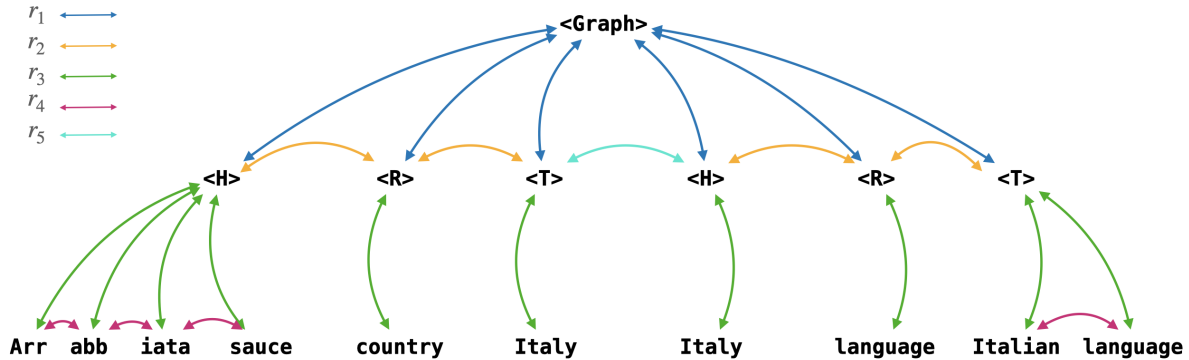 r1
r2
r3
r4
r5
<Graph>
<H> <R> <T> <H> <R> <T>
Arr abb iata sauce country Italy Italy language Italian language